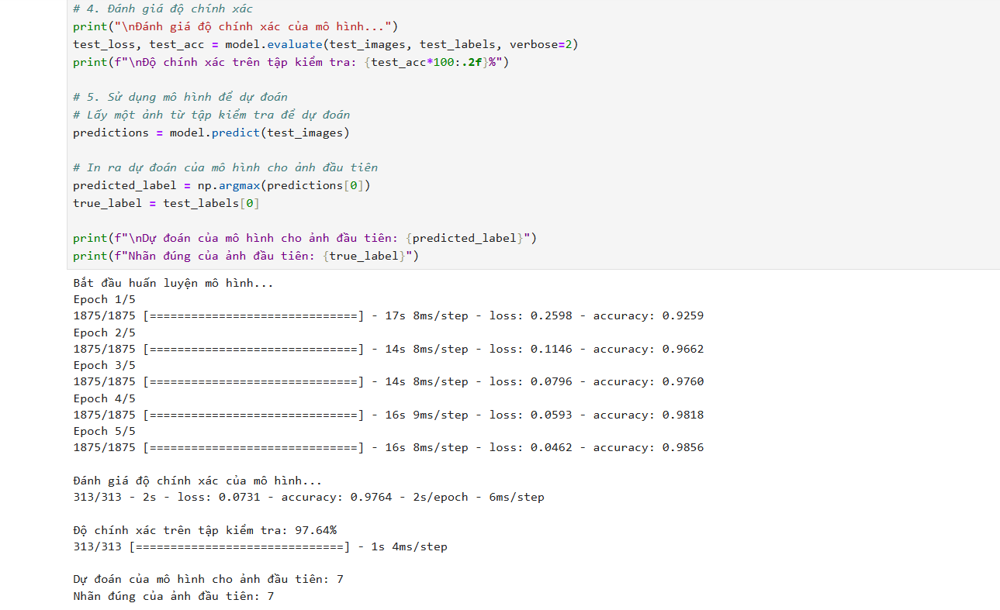 # 4. Đánh giá độ chính xác
print("\nĐánh giá độ chính xác của mô hình...")
test_loss, test_acc = model.evaluate(test_images, test_labels, verbose=2)
print(f"\nĐộ chính xác trên tập kiểm tra: {test_acc*100:.2f}%")
# 5. Sử dụng mô hình để dự đoán
# Lấy một ảnh từ tập kiểm tra để dự đoán
predictions = model.predict(test_images)
# In ra dự đoán của mô hình cho ảnh đầu tiên
predicted_label = np.argmax(predictions[0])
true_label = test_labels[0]
print(f"\nDự đoán của mô hình cho ảnh đầu tiên: {predicted_label}")
print(f"Nhãn đúng của ảnh đầu tiên: {true_label}")
Bắt đầu huấn luyện mô hình...
Epoch 1/5
1875/1875 [==============================] - 17s 8ms/step - loss: 0.2598 - accuracy: 0.9259
Epoch 2/5
1875/1875 [==============================] - 14s 8ms/step - loss: 0.1146 - accuracy: 0.9662
Epoch 3/5
1875/1875 [==============================] - 14s 8ms/step - loss: 0.0796 - accuracy: 0.9760
Epoch 4/5
1875/1875 [==============================] - 16s 9ms/step - loss: 0.0593 - accuracy: 0.9818
Epoch 5/5
1875/1875 [==============================] - 16s 8ms/step - loss: 0.0462 - accuracy: 0.9856
Đánh giá độ chính xác của mô hình...
313/313 - 2s - loss: 0.0731 - accuracy: 0.9764 - 2s/epoch - 6ms/step
Độ chính xác trên tập kiểm tra: 97.64%
313/313 [==============================] - 1s 4ms/step
Dự đoán của mô hình cho ảnh đầu tiên: 7
Nhãn đúng của ảnh đầu tiên: 7